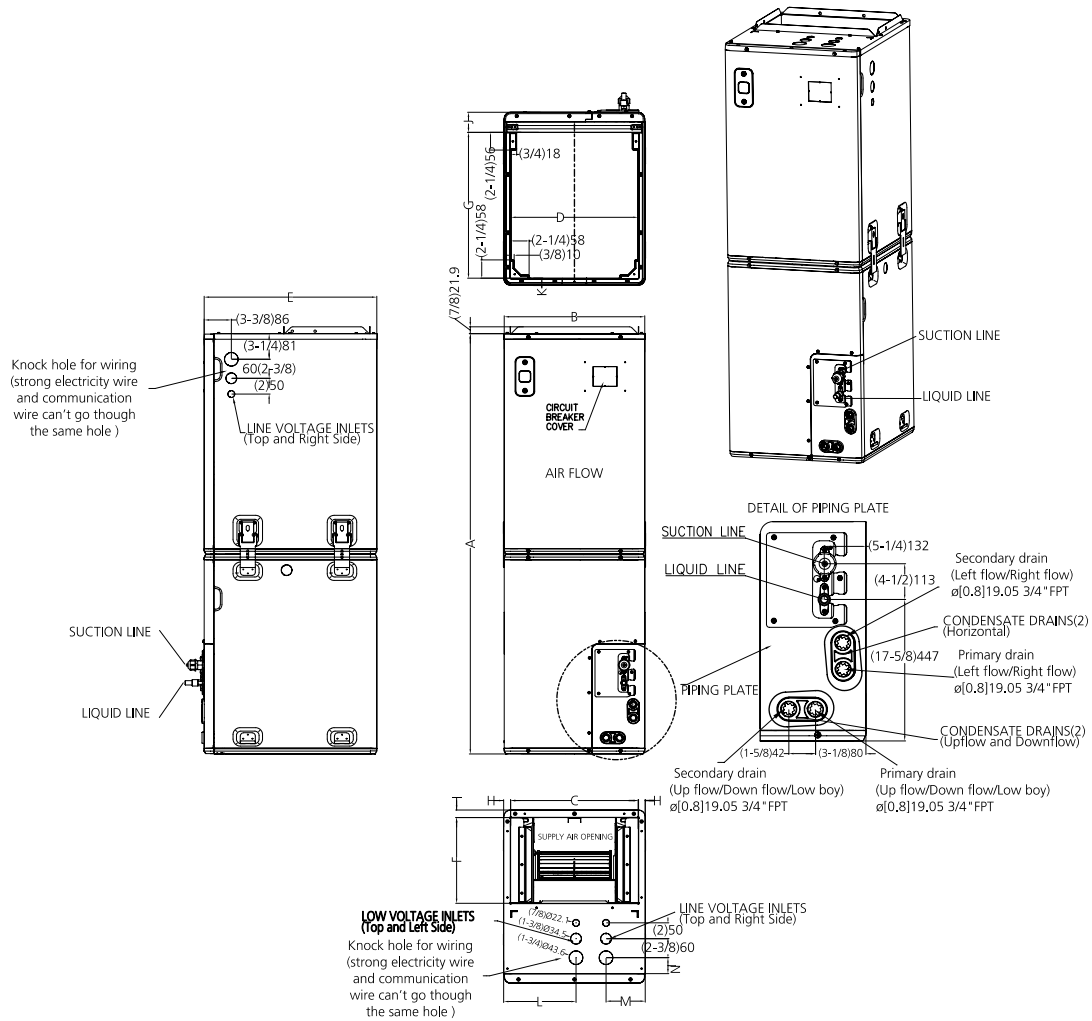 J
(3/4)18
(2-1/4)56
G
D
(2-1/4)58
(2-1/4)58
(3/8)10
K
(7/8)21.9
E
B
(3-3/8)86
(3-1/4)81
60(2-3/8)
(2)50
Knock hole for wiring
(strong electricity wire
and communication
wire can't go though
the same hole )
LINE VOLTAGE INLETS
(Top and Right Side)
CIRCUIT
BREAKER
COVER
AIR FLOW
A
SUCTION LINE
LIQUID LINE
SUCTION LINE
LIQUID LINE
DETAIL OF PIPING PLATE
SUCTION LINE
LIQUID LINE
(5-1/4)132
(4-1/2)113
(17-5/8)447
Secondary drain
(Left flow/Right flow)
ø[0.8]19.05 3/4"FPT
CONDENSATE DRAINS(2)
(Horizontal)
Primary drain
(Left flow/Right flow)
ø[0.8]19.05 3/4"FPT
PIPING PLATE
CONDENSATE DRAINS(2)
(Upflow and Downflow)
(1-5/8)42
(3-1/8)80
Secondary drain
(Up flow/Down flow/Low boy)
ø[0.8]19.05 3/4"FPT
Primary drain
(Up flow/Down flow/Low boy)
ø[0.8]19.05 3/4"FPT
I
H
C
H
F
SUPPLY AIR OPENING
LOW VOLTAGE INLETS
(Top and Left Side)
Knock hole for wiring
(strong electricity wire
and communication
wire can't go though
the same hole )
(7/8)Ø22.1
(1-3/8)Ø34.5
(1-3/4)Ø43.6
LINE VOLTAGE INLETS
(Top and Right Side)
(2)50
(2-3/8)60
N
L
M